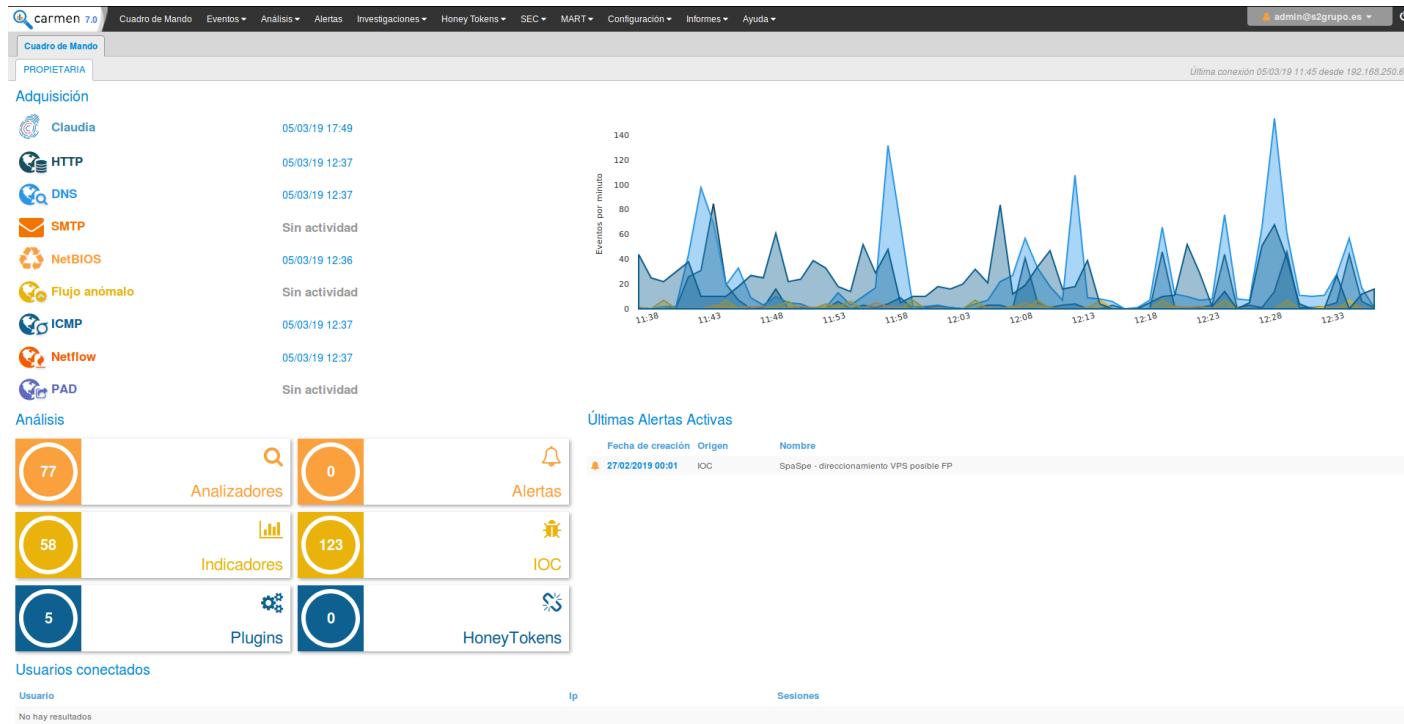 carmen 7.0 Cuadro de Mando Eventos Análisis Alertas Investigaciones Honey Tokens SEC MART Configuración Informes Ayuda admin@s2grupo.es
Cuadro de Mando
PROPIETARIA Última conexión 05/03/19 11:45 desde 192.168.250.6
Adquisición
Claudia 05/03/19 17:49
HTTP 05/03/19 12:37
DNS 05/03/19 12:37
SMTP Sin actividad
NetBIOS 05/03/19 12:36
Flujo anómalo Sin actividad
ICMP 05/03/19 12:37
Netflow 05/03/19 12:37
PAD Sin actividad
Eventos por minuto
140
120
100
80
60
40
20
0
11:38 11:43 11:48 11:53 11:58 12:03 12:08 12:13 12:18 12:23 12:28 12:33
Análisis
77 Analizadores
0 Alertas
58 Indicadores
123 IOC
5 Plugins
0 HoneyTokens
Últimas Alertas Activas
Fecha de creación Origen Nombre
27/02/2019 00:01 IOC SpaSpe - direccionamiento VPS posible FP
Usuarios conectados
Usuario Ip Sesiones
No hay resultados